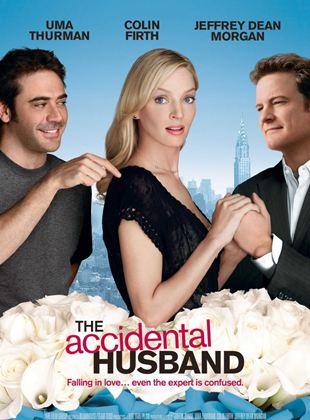 UMA
THURMAN
COLIN
FIRTH
JEFFREY DEAN
MORGAN
THE
accidental
HUSBAND
Falling in love... even the expert is confused.